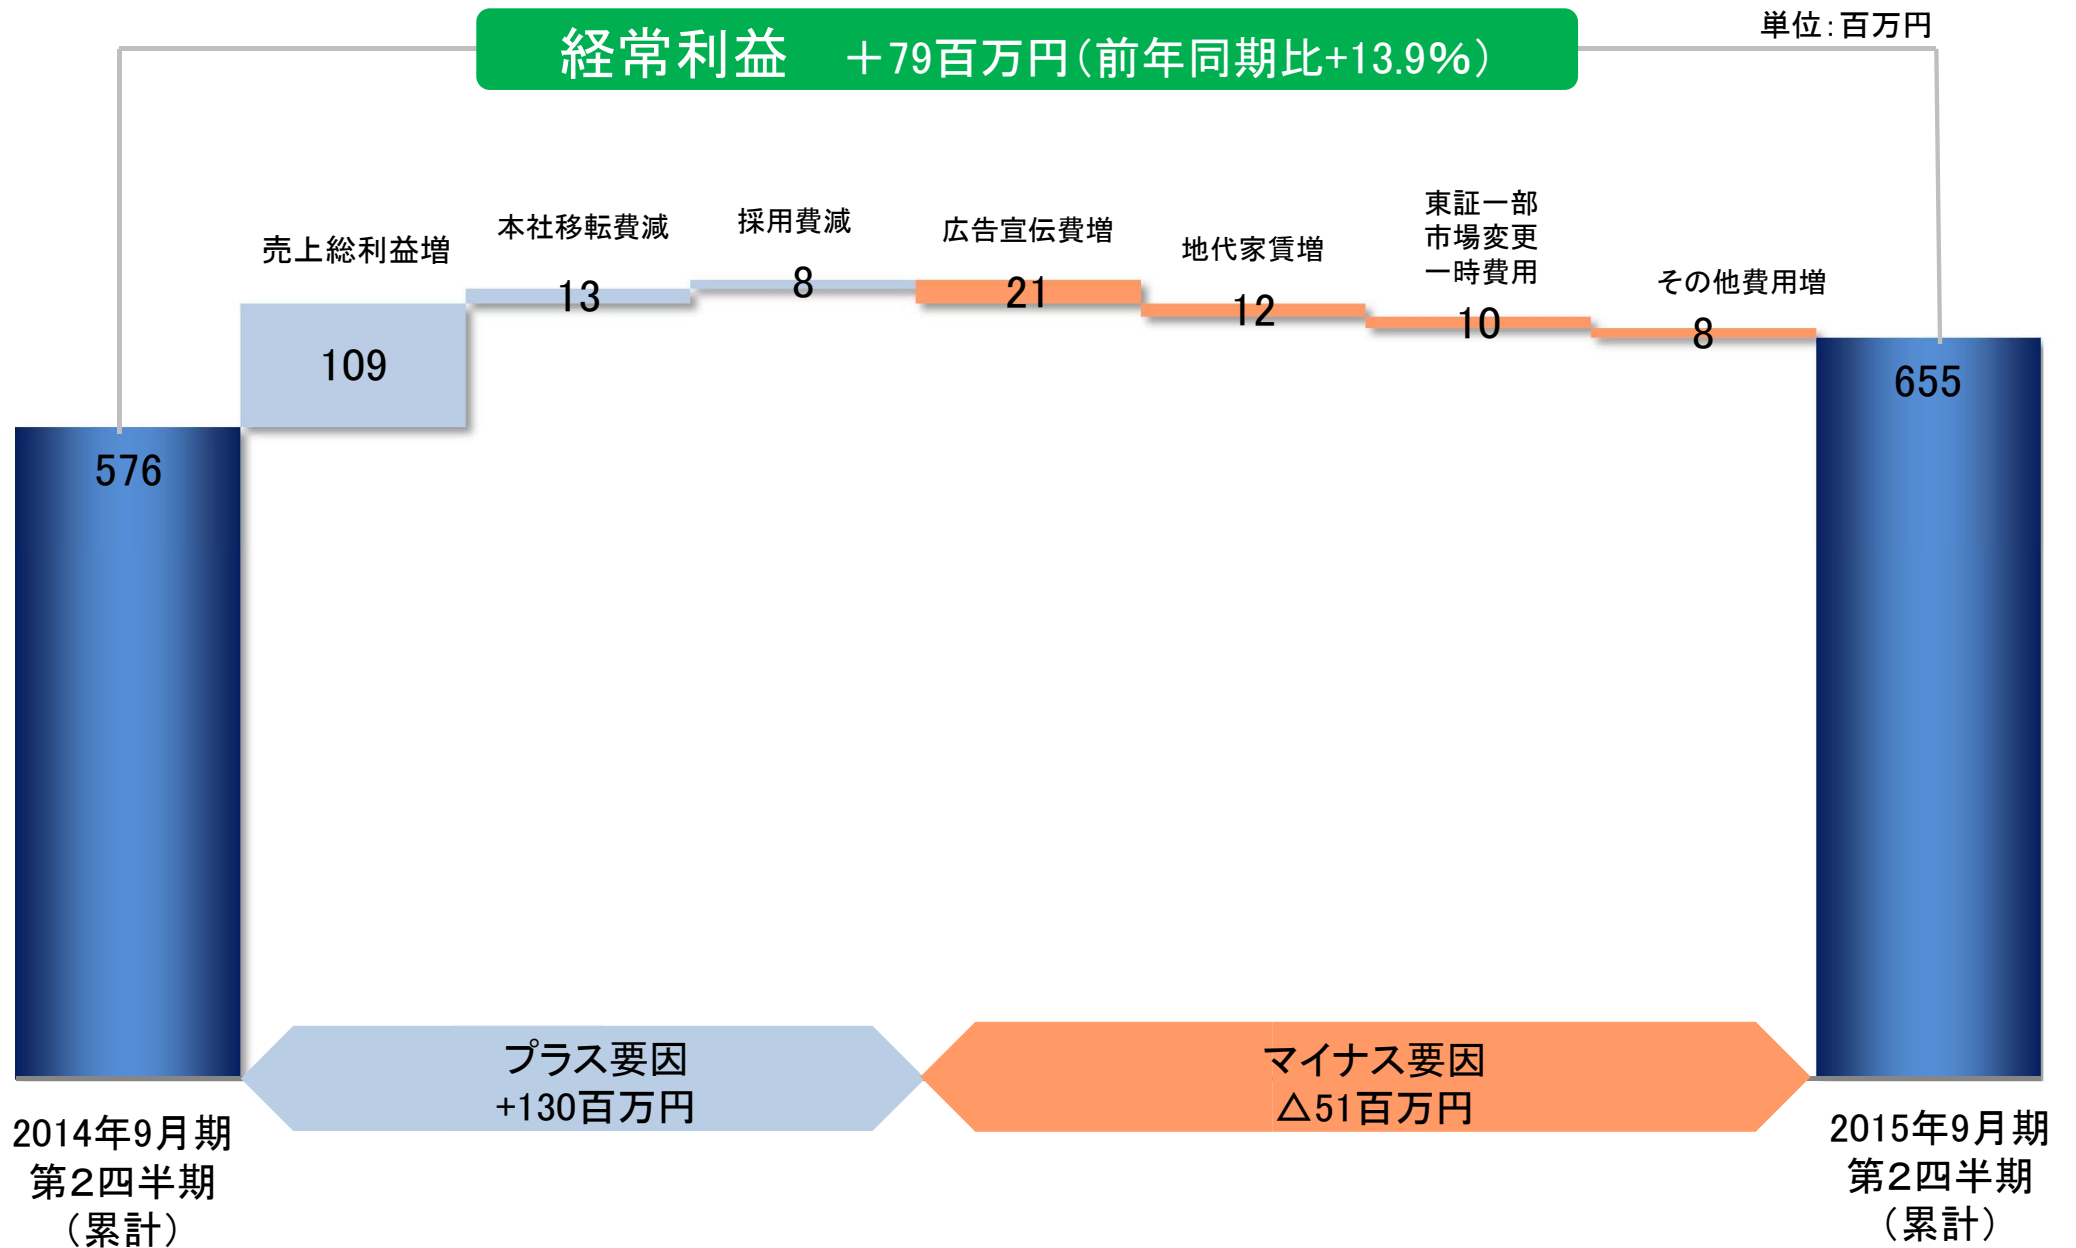 経常利益 ＋79百万円（前年同期比+13.9％）
単位：百万円
売上総利益増
本社移転費減
採用費減
広告宣伝費増
地代家賃増
東証一部
市場変更
一時費用
その他費用増
576
109
13
8
21
12
10
8
655
プラス要因
+130百万円
マイナス要因
△51百万円
2014年9月期
第２四半期
（累計）
2015年9月期
第２四半期
（累計）